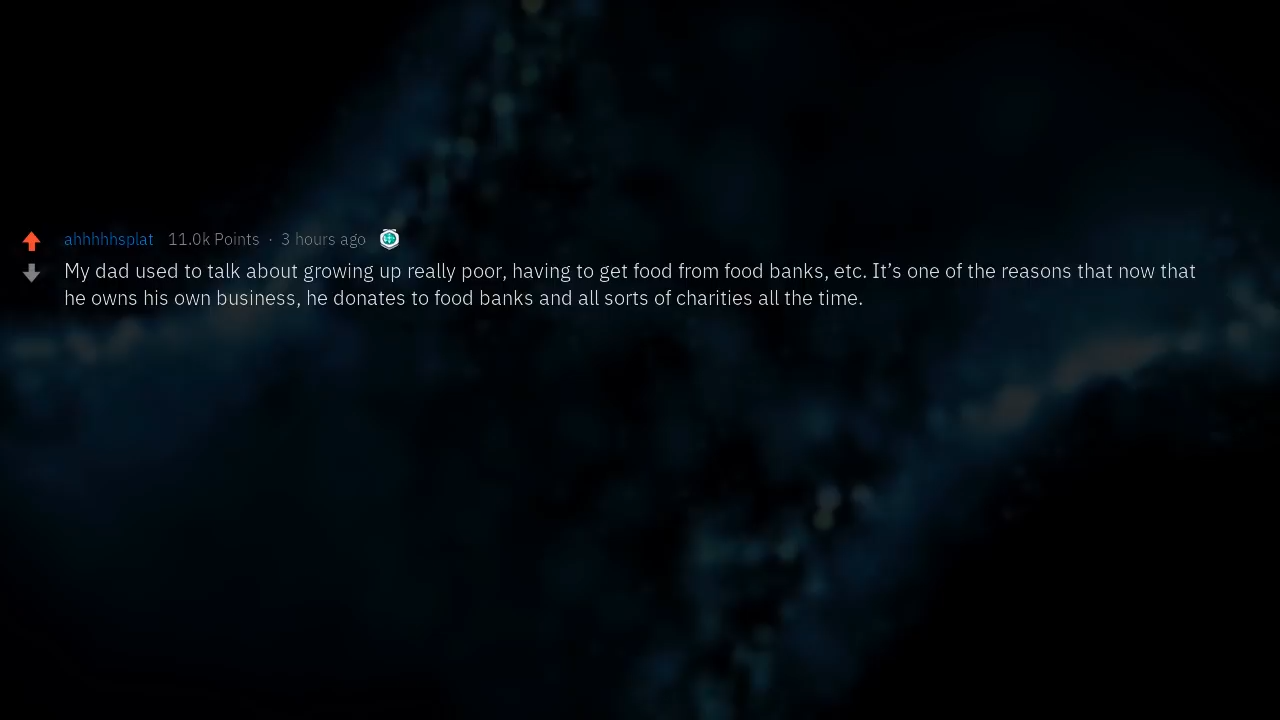 ahhhhhsplat 11.0k Points · 3 hours ago
My dad used to talk about growing up really poor, having to get food from food banks, etc. It’s one of the reasons that now that
he owns his own business, he donates to food banks and all sorts of charities all the time.